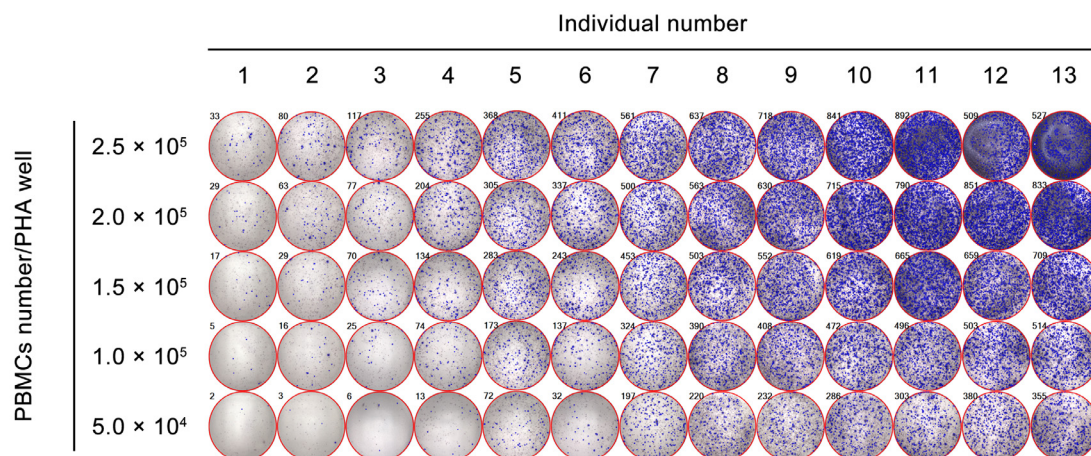 Individual number
1 2 3 4 5 6 7 8 9 10 11 12 13
PBMCs number/PHA well
2.5 × 10⁵
33 80 117 255 368 411 561 637 718 841 892 509 527
2.0 × 10⁵
29 63 77 204 305 337 500 563 630 715 790 851 833
1.5 × 10⁵
17 29 70 134 283 243 453 503 552 619 665 659 709
1.0 × 10⁵
5 16 25 74 173 137 324 390 408 472 496 503 514
5.0 × 10⁴
2 3 6 13 72 32 197 220 232 286 303 380 355